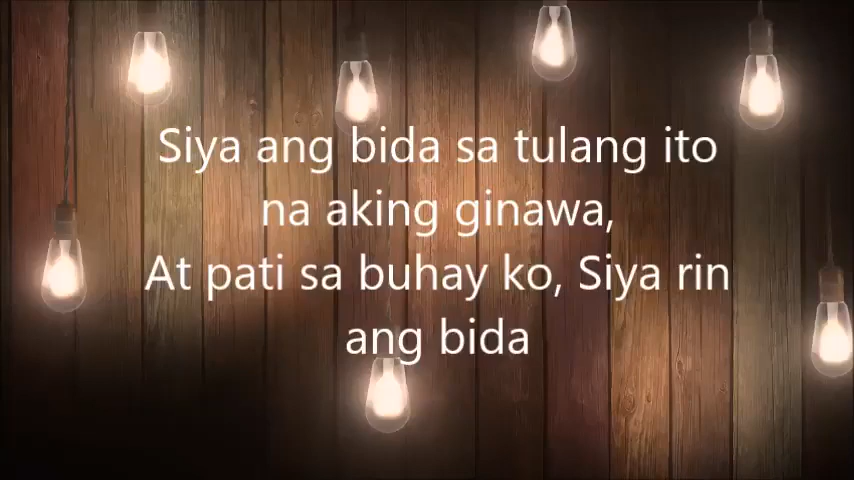 Siya ang bida sa tulang ito
na aking ginawa,
At pati sa buhay ko, Siya rin
ang bida